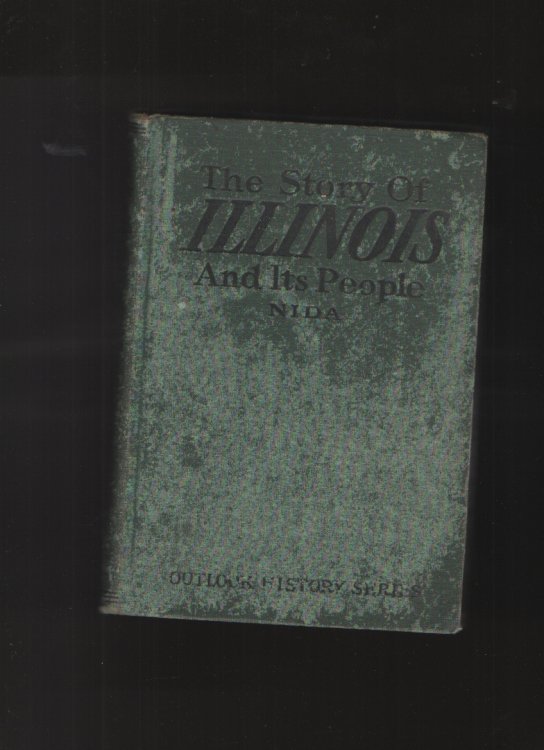 The Story Of
ILLINOIS
And Its People
NIDA
OUTLOOK HISTORY SERIES